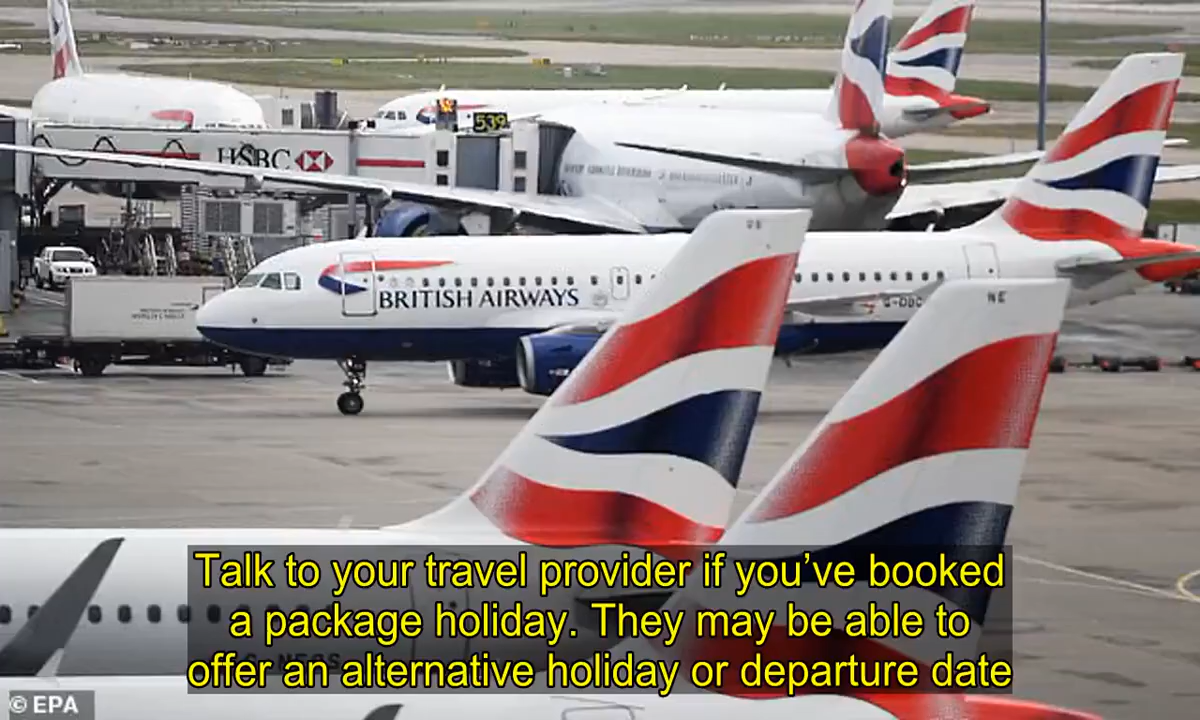 539
HSBC
BRITISH AIRWAYS
NE
Talk to your travel provider if you’ve booked
a package holiday. They may be able to
offer an alternative holiday or departure date
© EPA